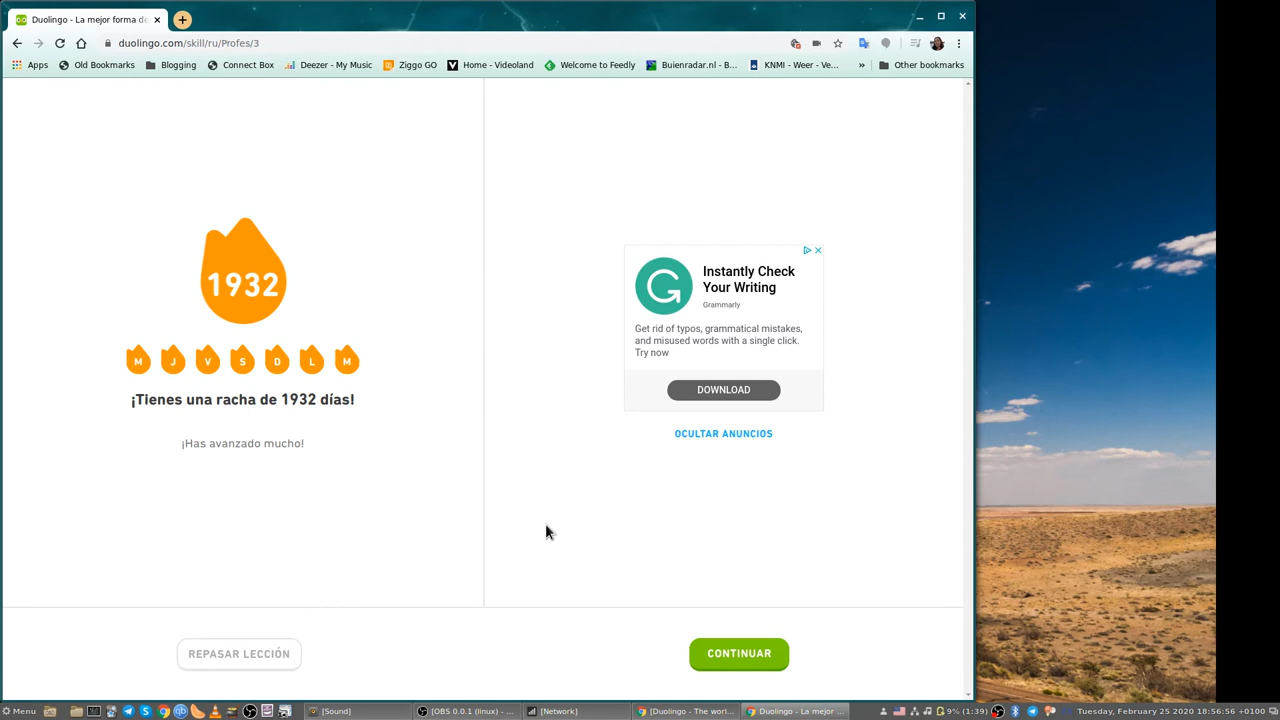 Duolingo - La mejor forma de
duolingo.com/skill/ru/Profes/3
Apps
Old Bookmarks
Blogging
Connect Box
Deezer - My Music
Ziggo GO
Home - Videoland
Welcome to Feedly
Buienradar.nl - B...
KNMI - Weer - Ve...
»
Other bookmarks
1932
M J V S D L M
¡Tienes una racha de 1932 días!
¡Has avanzado mucho!
Instantly Check
Your Writing
Grammarly
Get rid of typos, grammatical mistakes,
and misused words with a single click.
Try now
DOWNLOAD
OCULTAR ANUNCIOS
REPASAR LECCIÓN
CONTINUAR
Menu
[Sound]
[OBS 0.0.1 (linux) - ...
[Network]
[Duolingo - The worl...
Duolingo - La mejor ...
9% (1:39)
Tuesday, February 25 2020 18:56:56 +0100